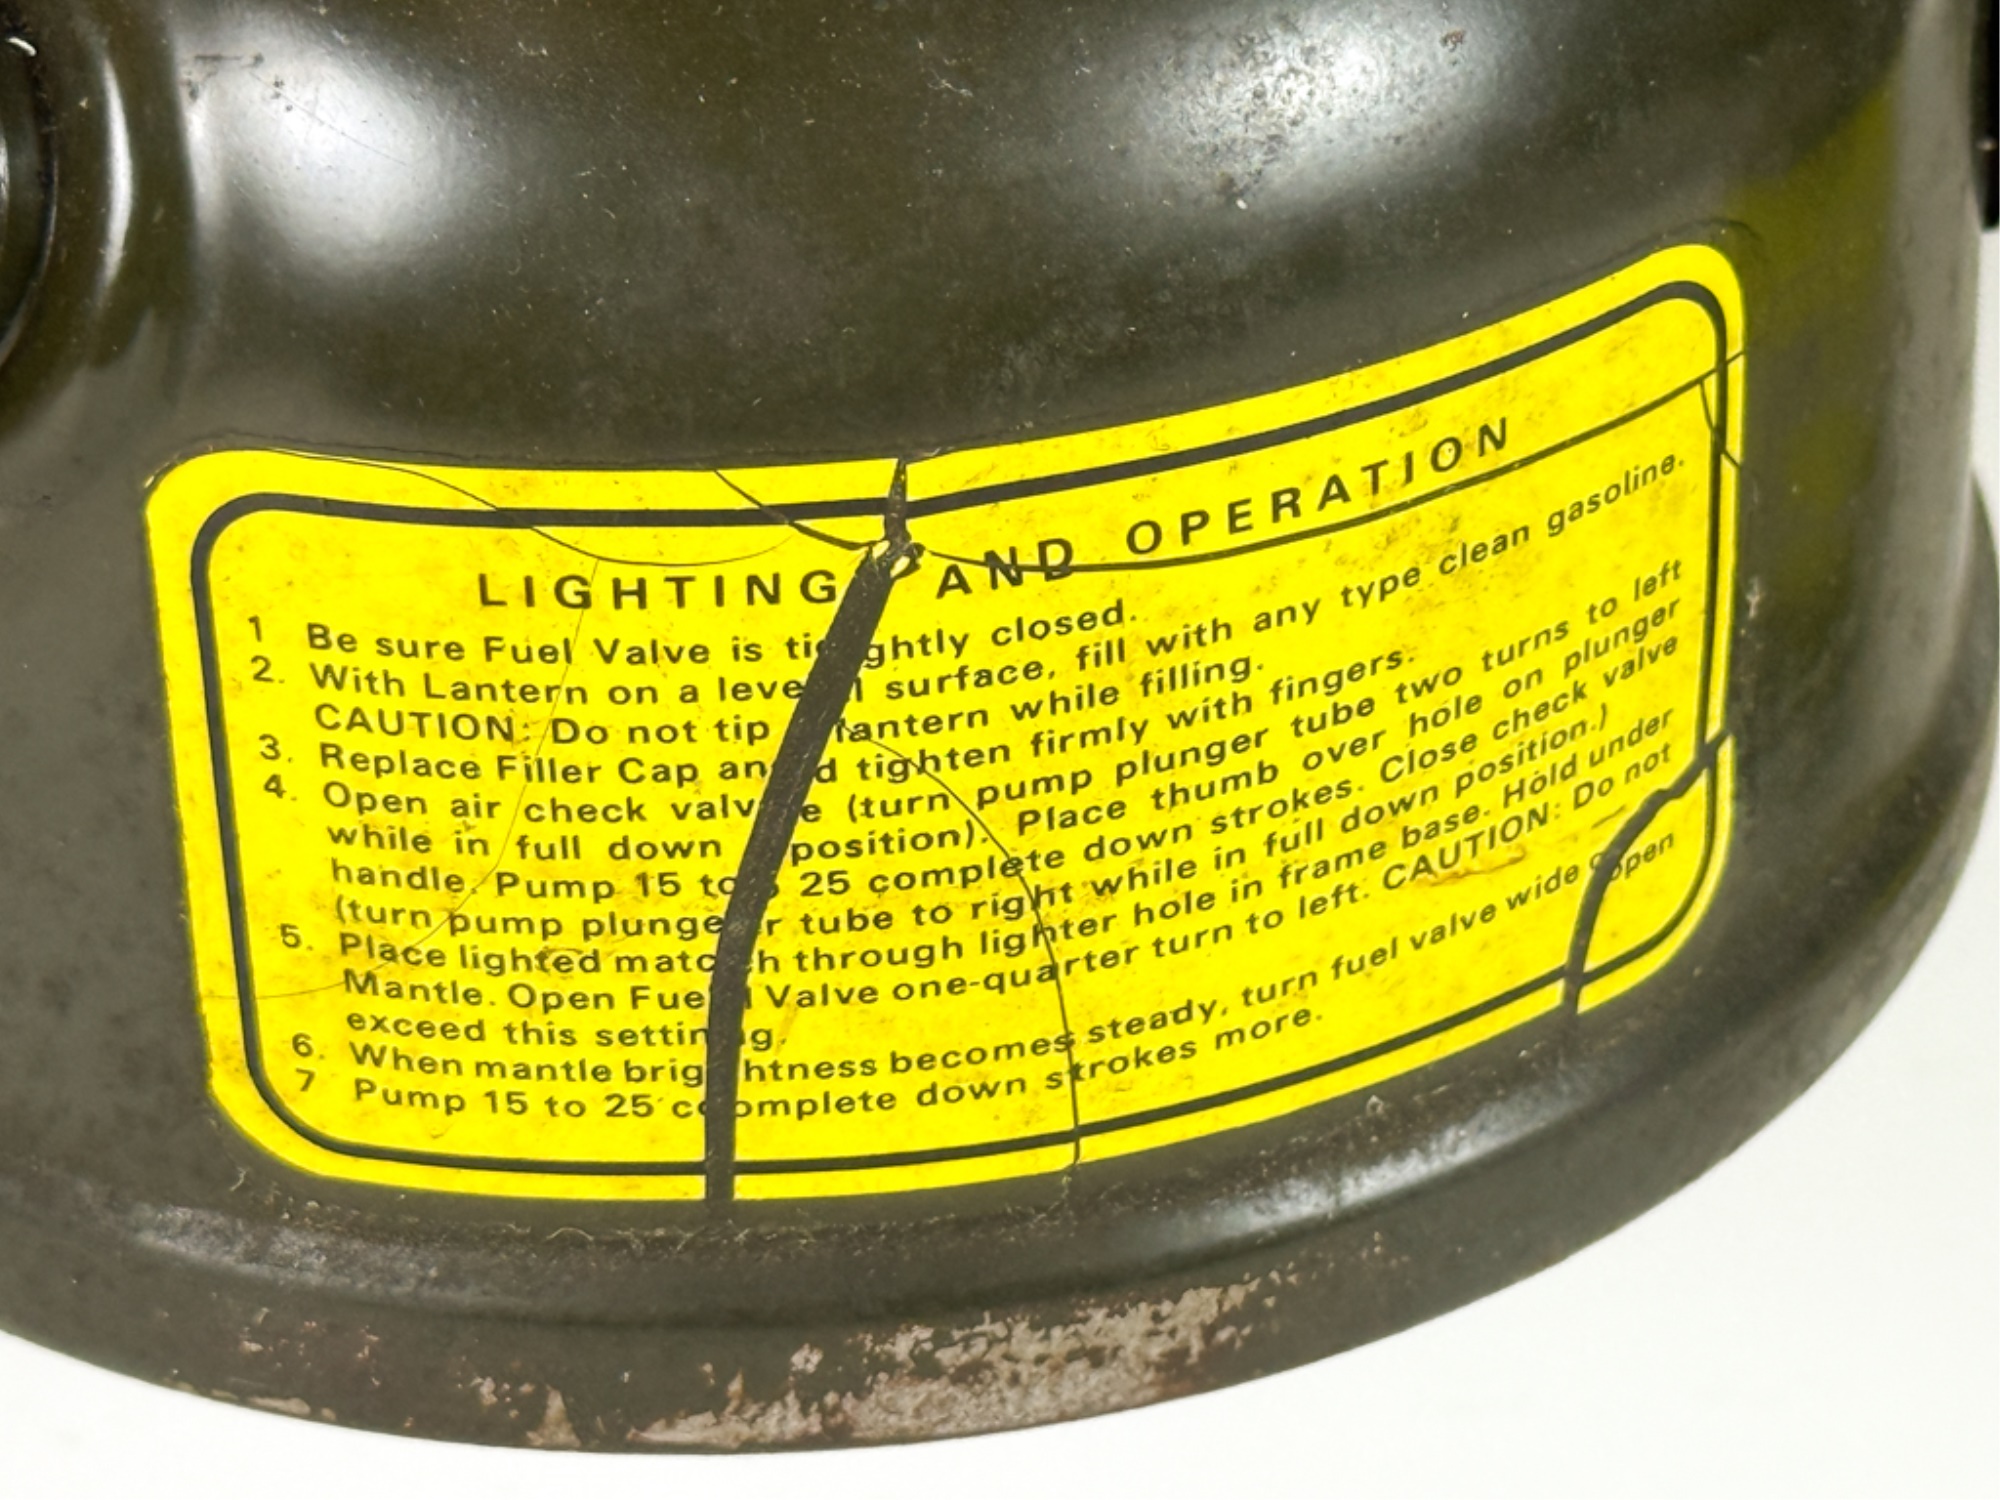 LIGHTING AND OPERATION
1 Be sure Fuel Valve is tightly closed.
2. With Lantern on a level surface, fill with any type clean gasoline.
CAUTION: Do not tip lantern while filling.
3. Replace Filler Cap and tighten firmly with fingers.
4. Open air check valve (turn pump plunger tube two turns to left
while in full down position). Place thumb over hole on plunger
handle. Pump 15 to 25 complete down strokes. Close check valve
(turn pump plunger tube to right while in full down position.)
5. Place lighted match through lighter hole in frame base. Hold under
Mantle. Open Fuel Valve one-quarter turn to left. CAUTION: Do not
exceed this setting.
6. When mantle brightness becomes steady, turn fuel valve wide open
7 Pump 15 to 25 complete down strokes more.